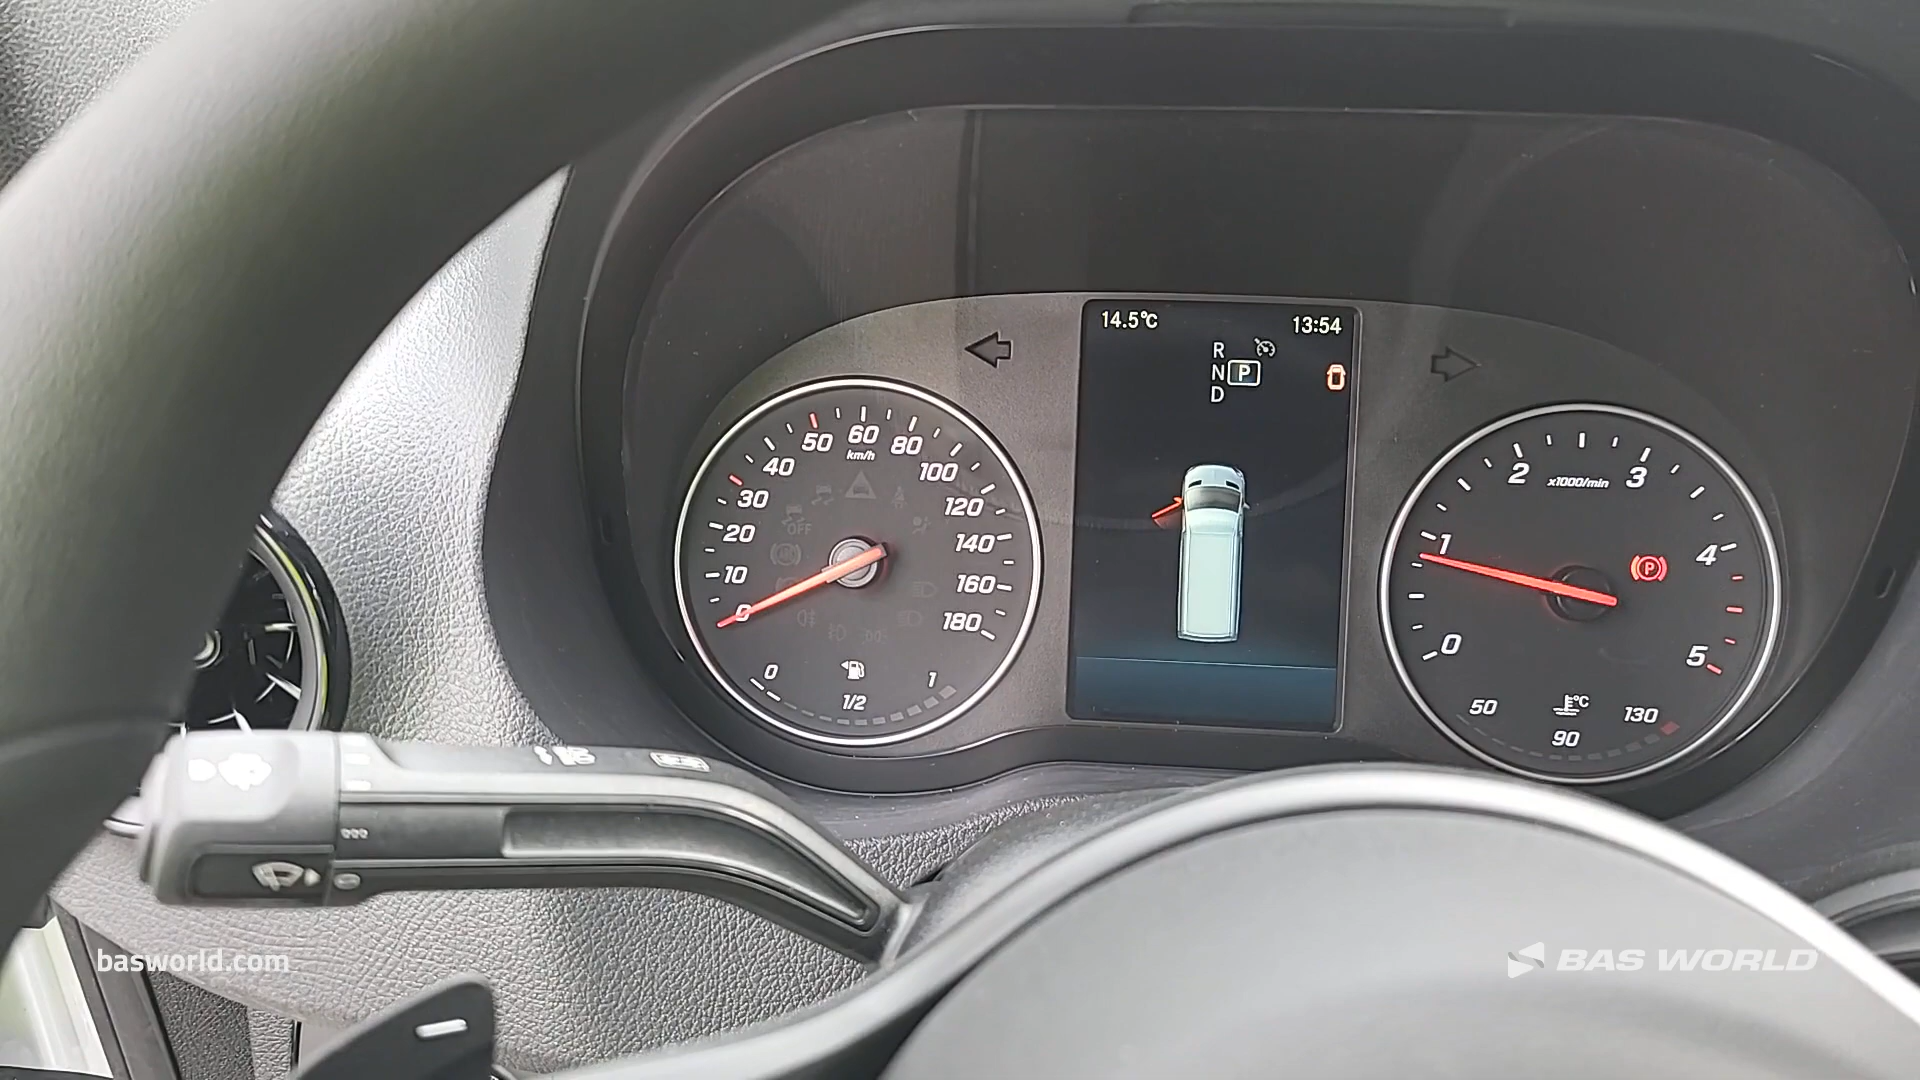 14.5°C 13:54
R
N P
D
0 10 20 30 40 50 60 80 100 120 140 160 180
km/h
OFF
0 1/2 1
0 1 2 3 4 5
x1000/min
P
°C
50 90 130
basworld.com
BAS WORLD